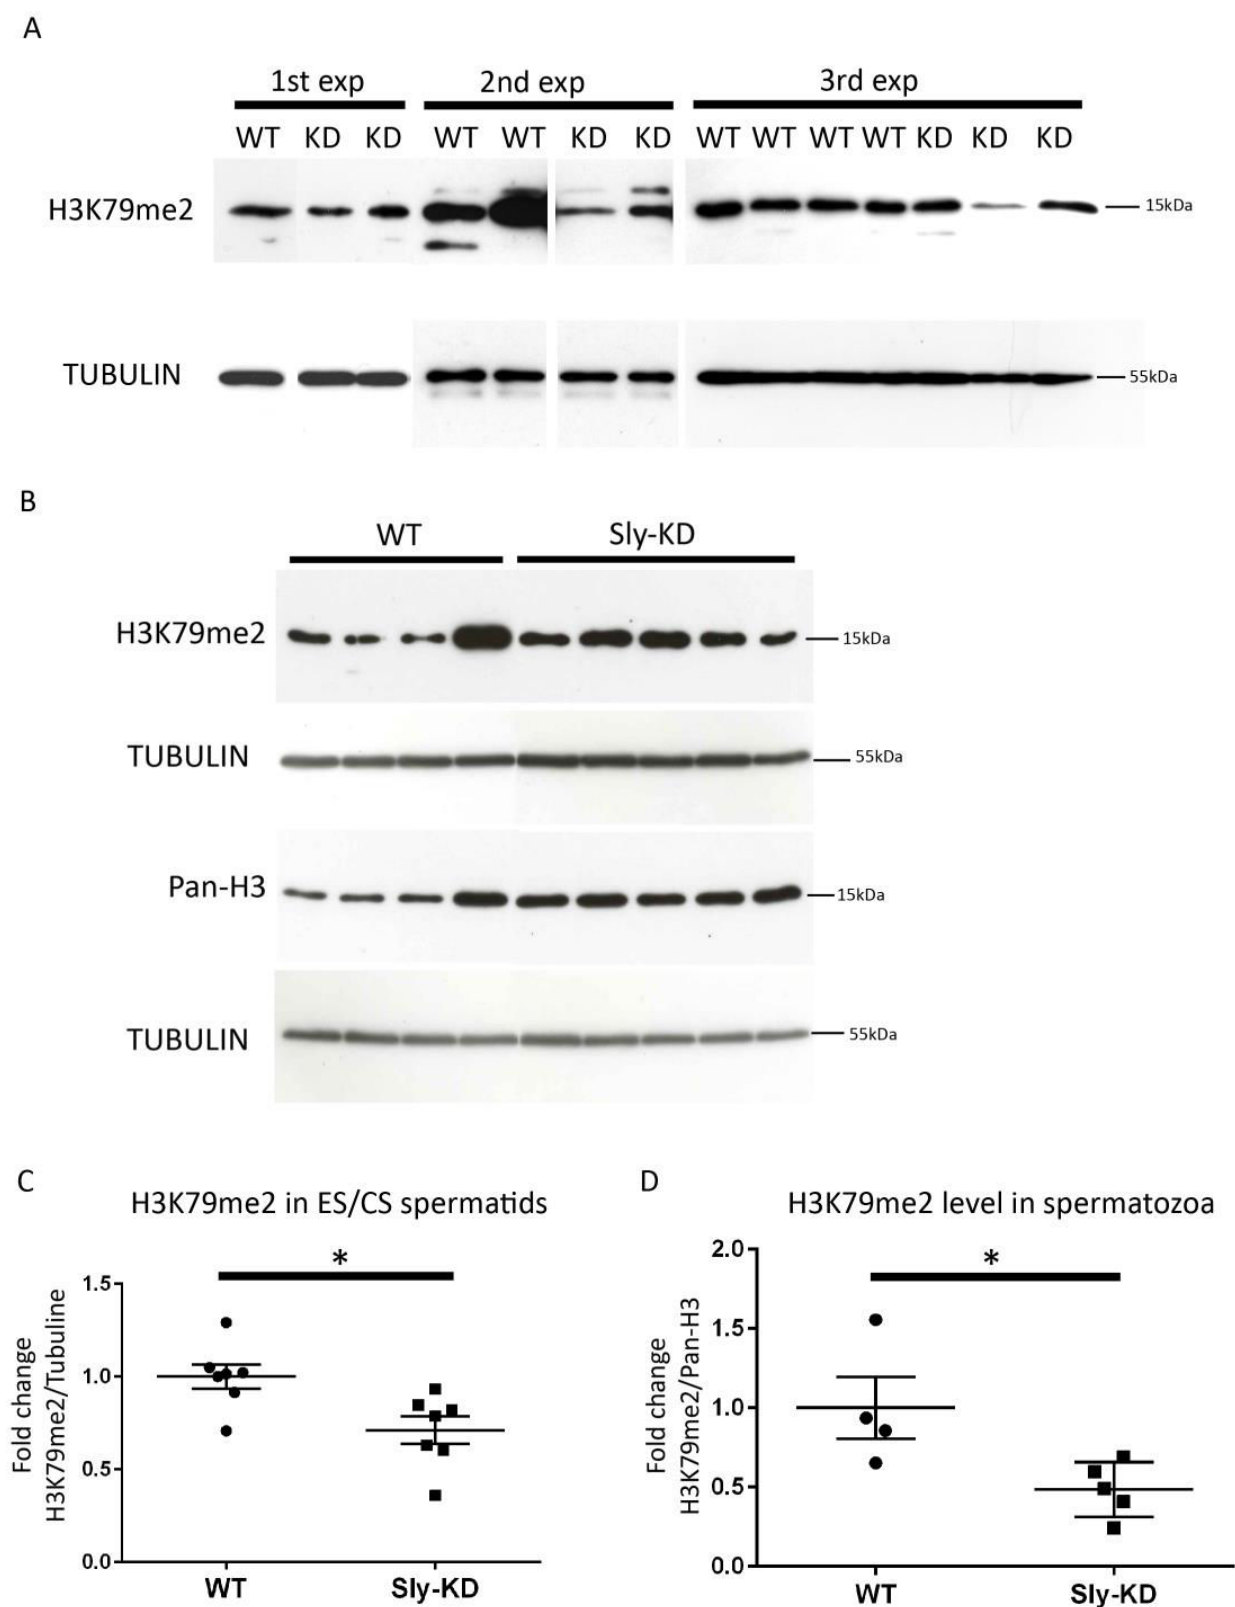 A
1st exp 2nd exp 3rd exp
WT KD KD WT WT KD KD WT WT WT WT KD KD KD
H3K79me2 15kDa
TUBULIN 55kDa
B
WT Sly-KD
H3K79me2 15kDa
TUBULIN 55kDa
Pan-H3 15kDa
TUBULIN 55kDa
C
H3K79me2 in ES/CS spermatids
*
Fold change
H3K79me2/Tubuline
1.5
1.0
0.5
0.0
WT Sly-KD
D
H3K79me2 level in spermatozoa
*
Fold change
H3K79me2/Pan-H3
2.0
1.5
1.0
0.5
0.0
WT Sly-KD